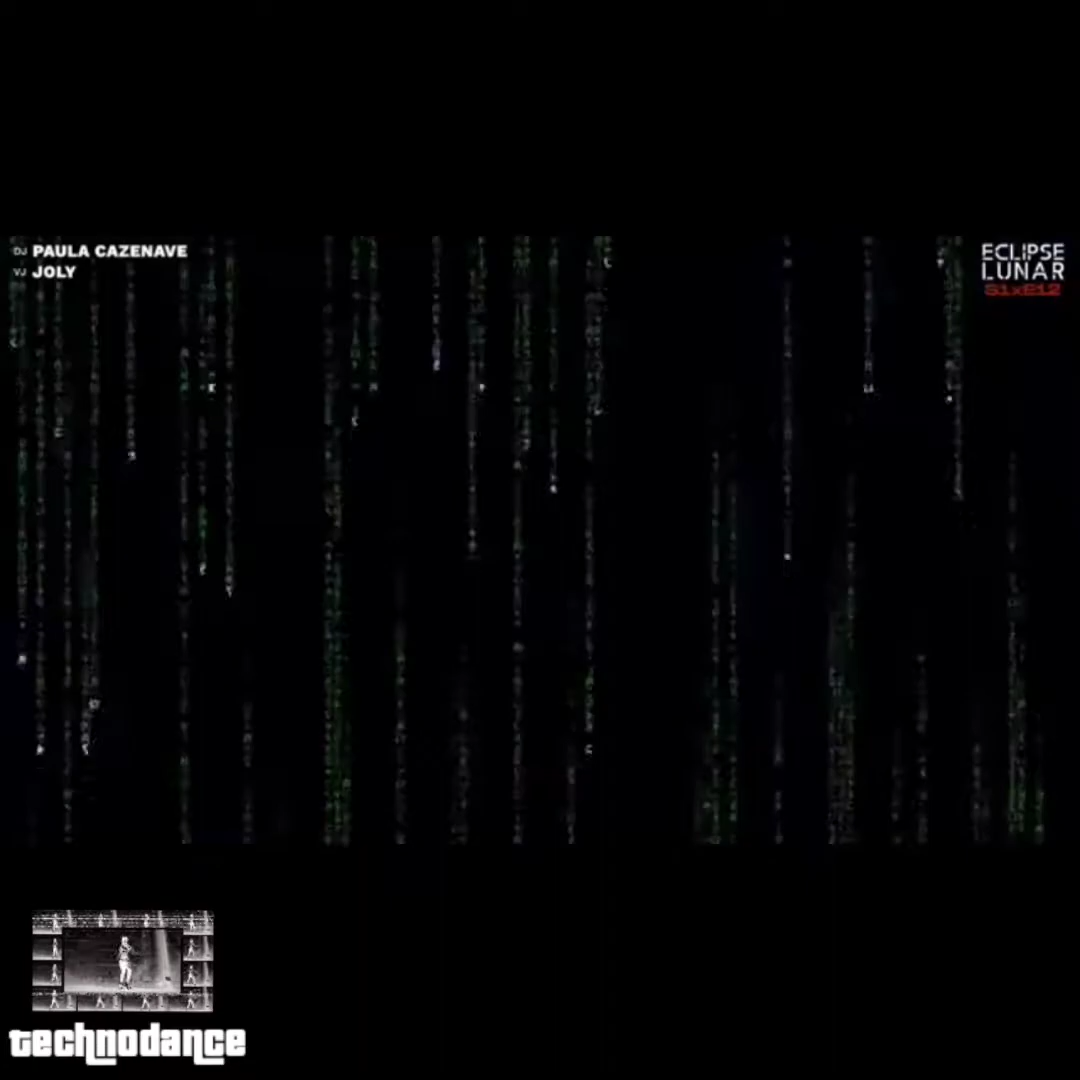 DJ PAULA CAZENAVE
VJ JOLY
ECLIPSE
LUNAR
S1xE12
technodance